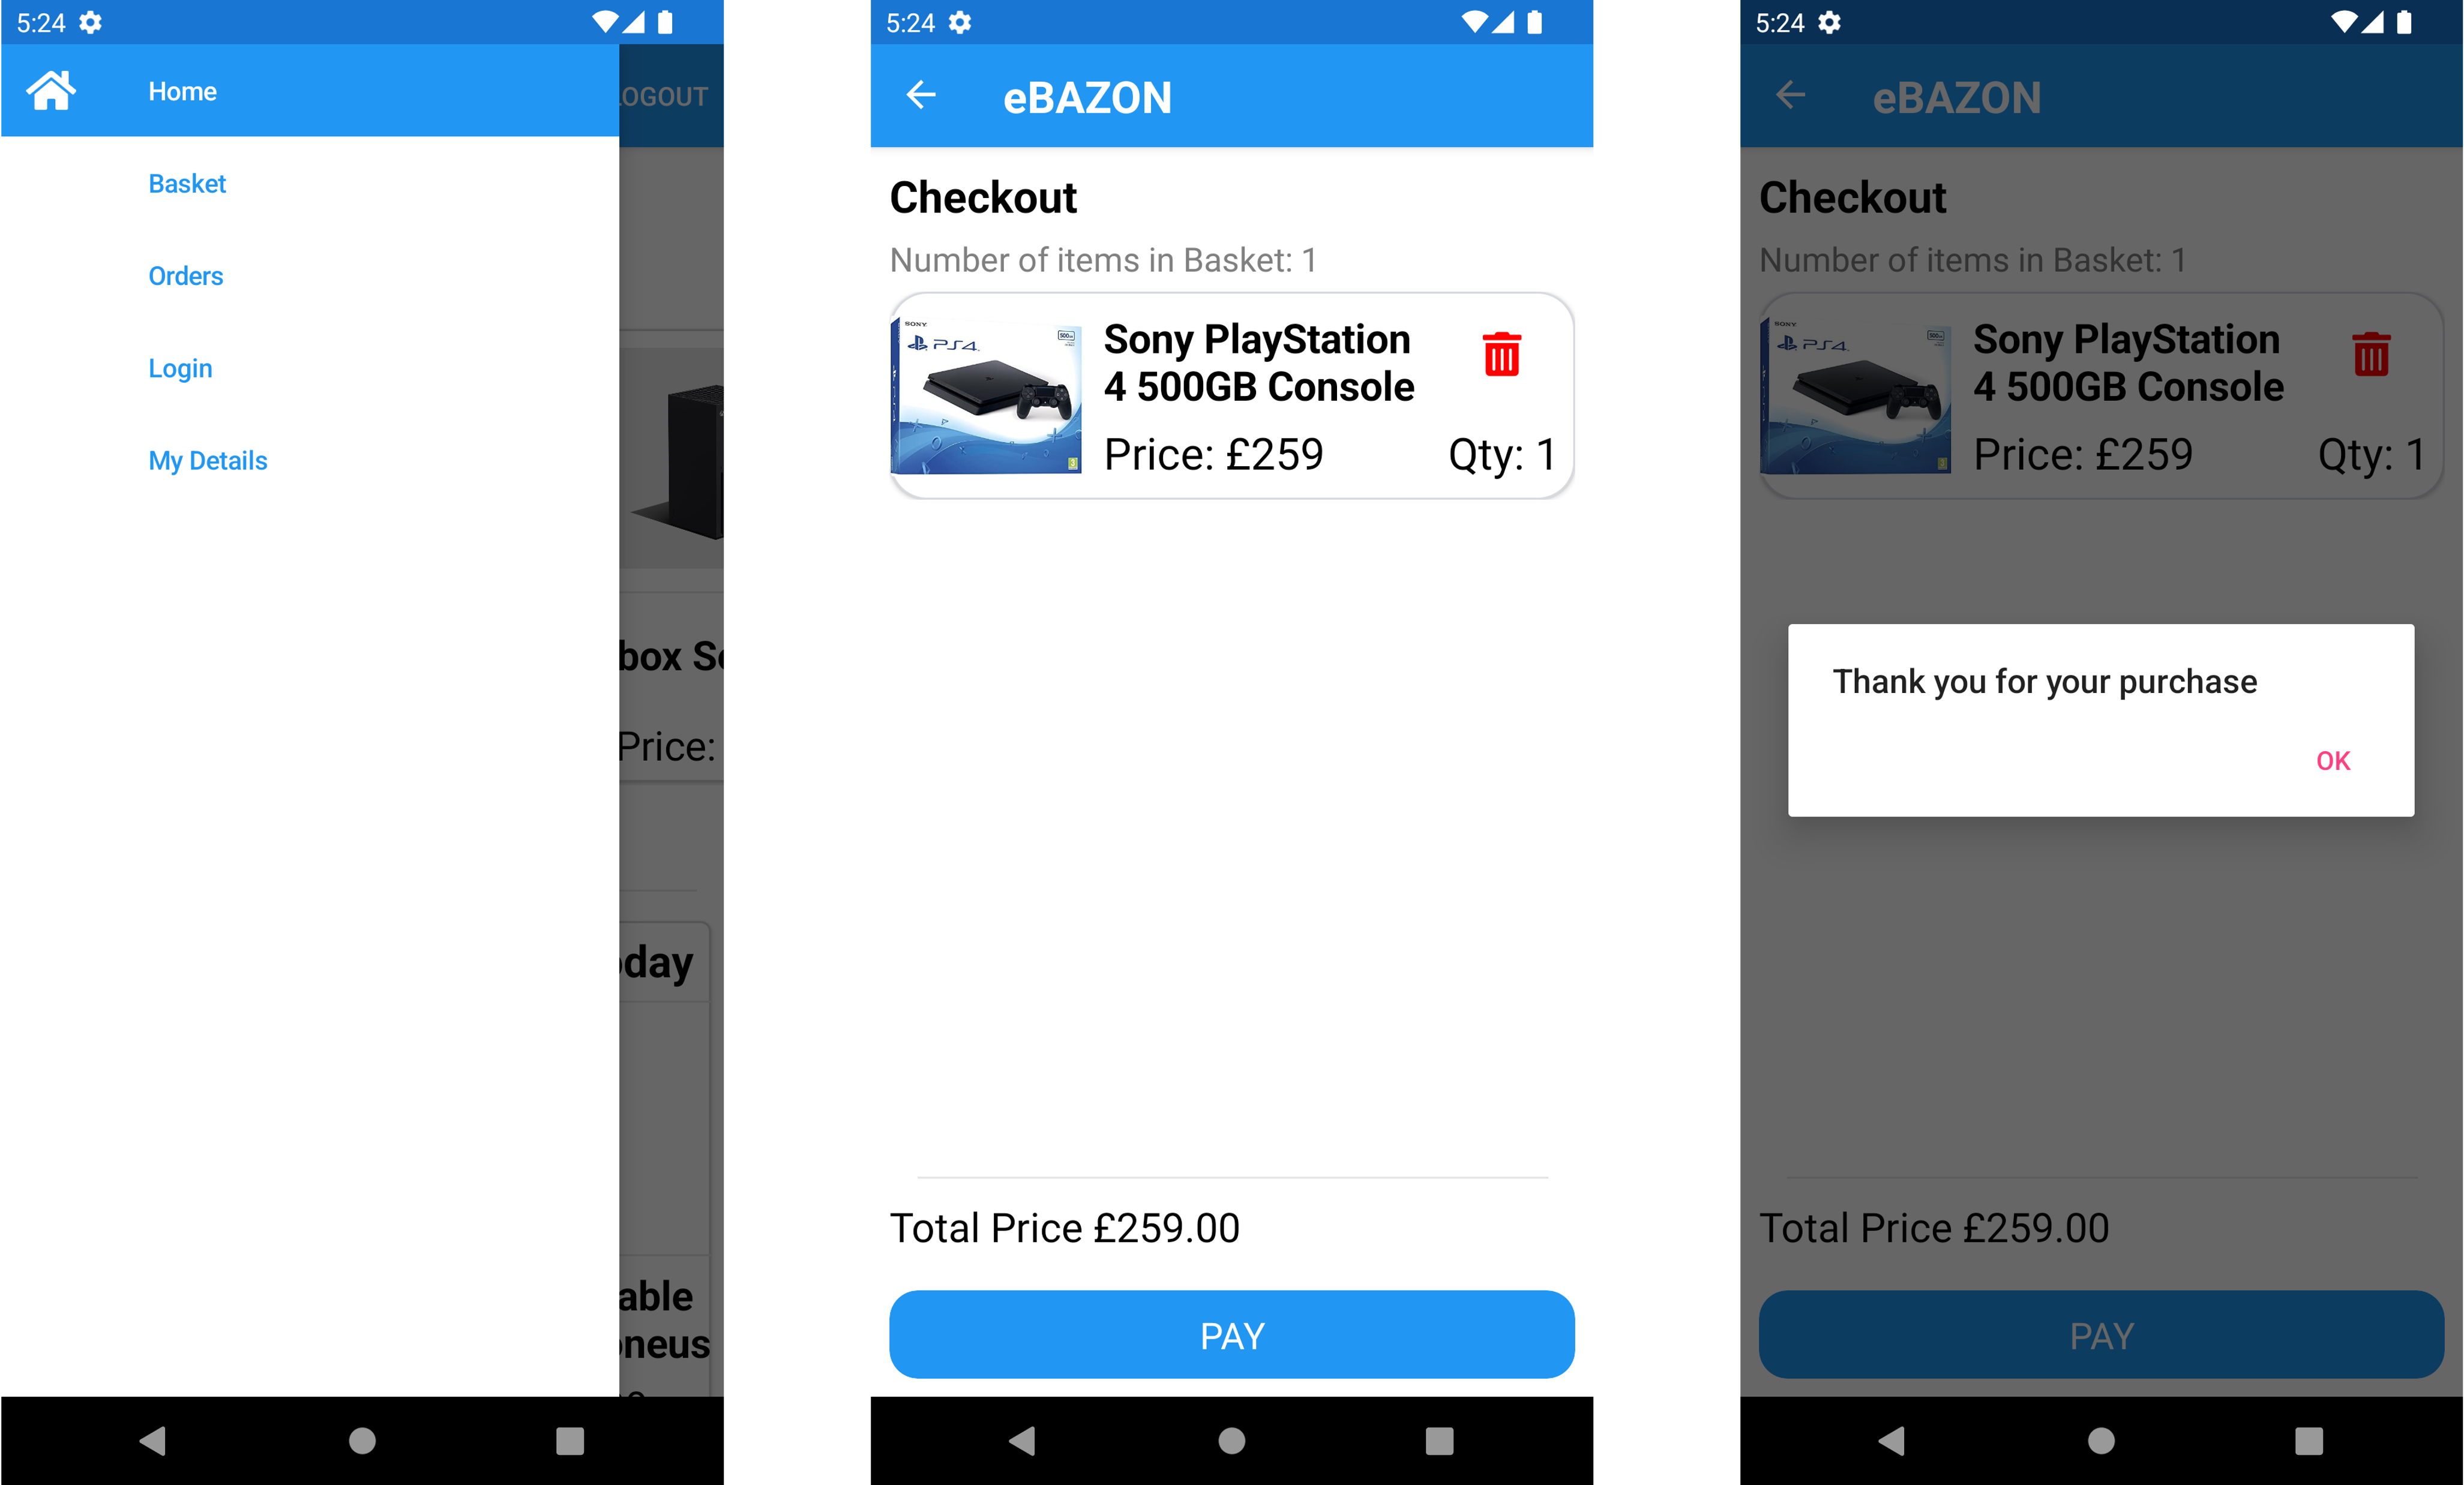 5:24
Home
LOGOUT
Basket
Orders
Login
My Details
box
Price:
able
5:24
eBAZON
Checkout
Number of items in Basket: 1
SONY
PS4
Sony PlayStation
4 500GB Console
Price: £259
Qty: 1
Total Price £259.00
PAY
5:24
eBAZON
Checkout
Number of items in Basket: 1
SONY
PS4
Sony PlayStation
4 500GB Console
Price: £259
Qty: 1
Thank you for your purchase
OK
Total Price £259.00
PAY